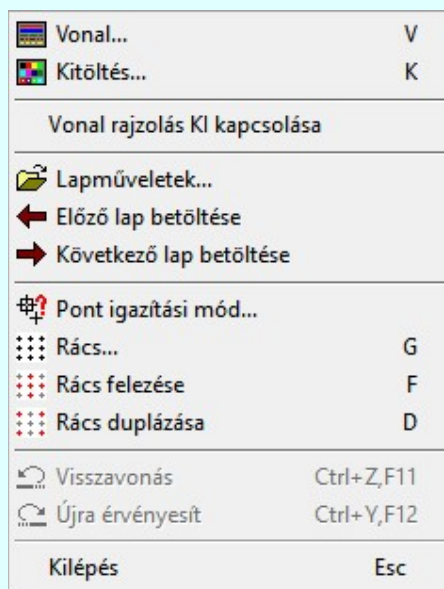 Vonal... V
Kitöltés... K
Vonal rajzolás KI kapcsolása
Lapműveletek...
Előző lap betöltése
Következő lap betöltése
Pont igazítási mód...
Rács... G
Rács felezése F
Rács duplázása D
Visszavonás Ctrl+Z,F11
Újra érvényesít Ctrl+Y,F12
Kilépés Esc